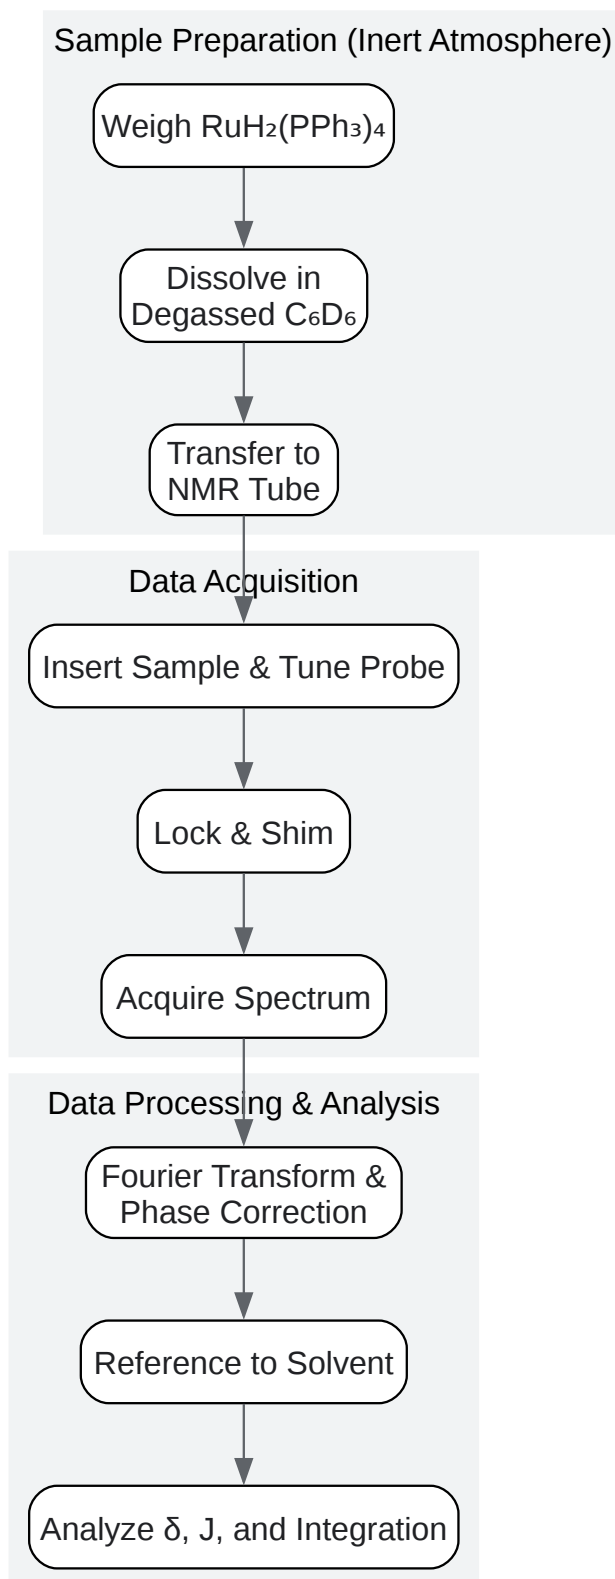 Sample Preparation (Inert Atmosphere)
Weigh RuH₂(PPh₃)₄
Dissolve in
Degassed C₆D₆
Transfer to
NMR Tube
Data Acquisition
Insert Sample & Tune Probe
Lock & Shim
Acquire Spectrum
Data Processing & Analysis
Fourier Transform &
Phase Correction
Reference to Solvent
Analyze δ, J, and Integration